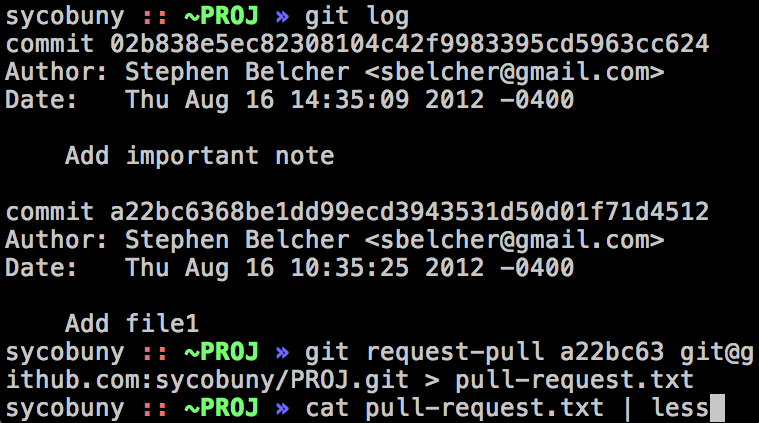 sycobuny :: ~PROJ » git log
commit 02b838e5ec82308104c42f9983395cd5963cc624
Author: Stephen Belcher <sbelcher@gmail.com>
Date:   Thu Aug 16 14:35:09 2012 -0400
    Add important note
commit a22bc6368be1dd99ecd3943531d50d01f71d4512
Author: Stephen Belcher <sbelcher@gmail.com>
Date:   Thu Aug 16 10:35:25 2012 -0400
    Add file1
sycobuny :: ~PROJ » git request-pull a22bc63 git@g
ithub.com:sycobuny/PROJ.git > pull-request.txt
sycobuny :: ~PROJ » cat pull-request.txt | less